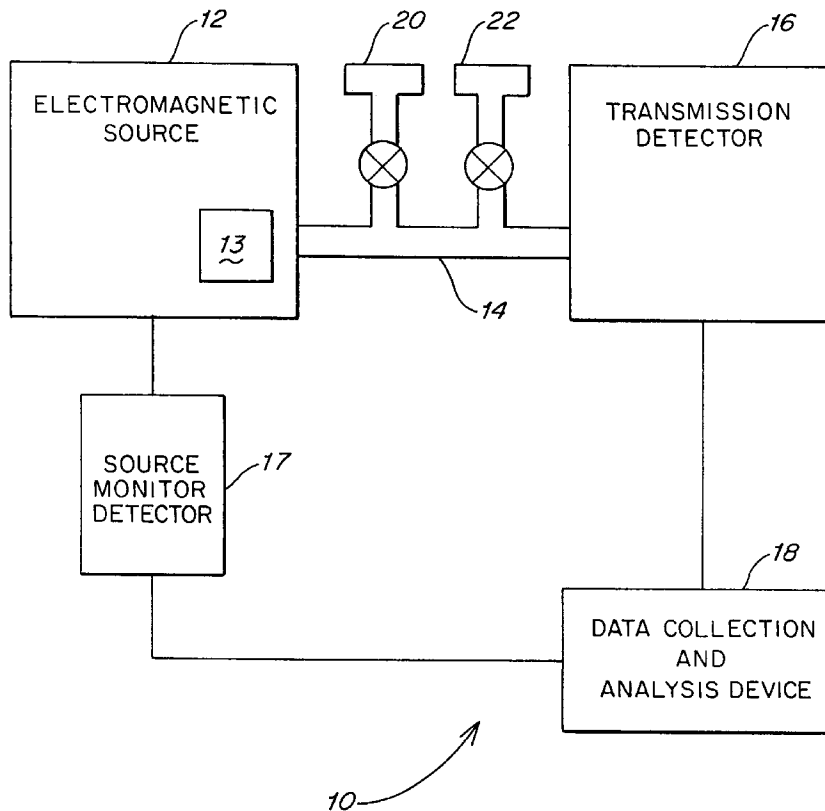 12
20
22
16
ELECTROMAGNETIC
SOURCE
TRANSMISSION
DETECTOR
13
14
SOURCE
MONITOR
DETECTOR
17
18
DATA COLLECTION
AND
ANALYSIS DEVICE
10